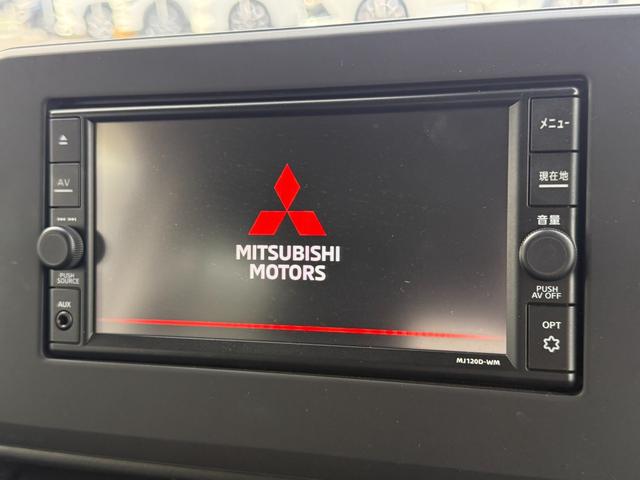 メニュー
AV
現在地
音量
PUSH
SOURCE
MITSUBISHI
MOTORS
PUSH
AV OFF
AUX
OPT
MJ120D-WM